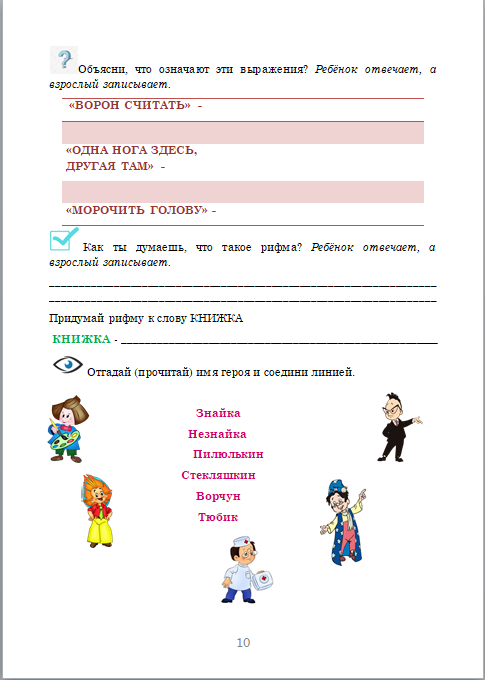 Объясни, что означают эти выражения? Ребёнок отвечает, а
взрослый записывает.
«ВОРОН СЧИТАТЬ» -
«ОДНА НОГА ЗДЕСЬ,
ДРУГАЯ ТАМ» -
«МОРОЧИТЬ ГОЛОВУ» -
Как ты думаешь, что такое рифма? Ребёнок отвечает, а
взрослый записывает.
Придумай рифму к слову КНИЖКА
КНИЖКА -
Отгадай (прочитай) имя героя и соедини линией.
Знайка
Незнайка
Пилюлькин
Стекляшкин
Ворчун
Тюбик
10